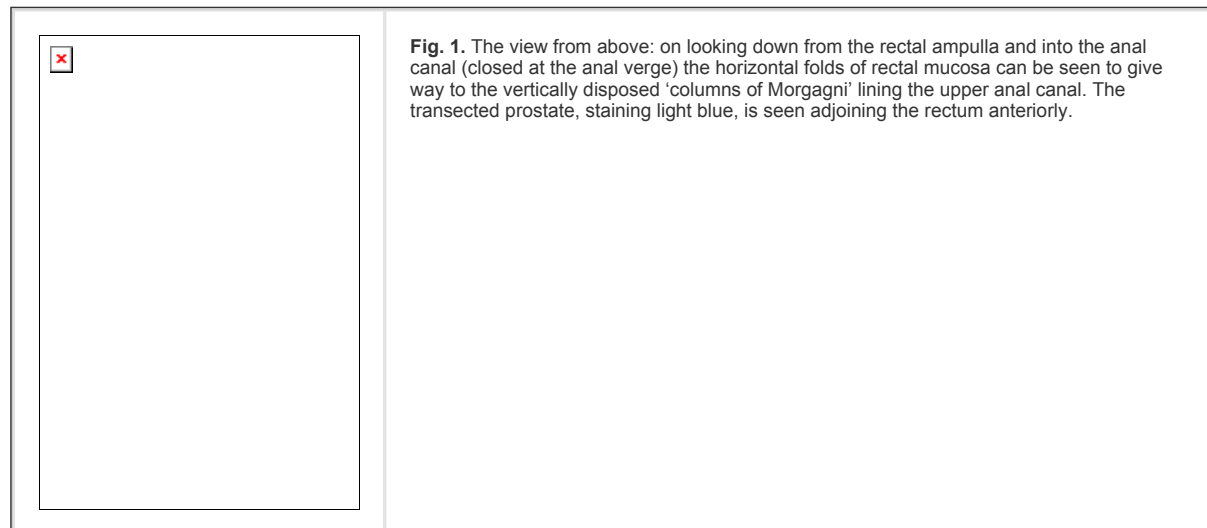 Fig. 1. The view from above: on looking down from the rectal ampulla and into the anal
canal (closed at the anal verge) the horizontal folds of rectal mucosa can be seen to give
way to the vertically disposed ‘columns of Morgagni’ lining the upper anal canal. The
transected prostate, staining light blue, is seen adjoining the rectum anteriorly.